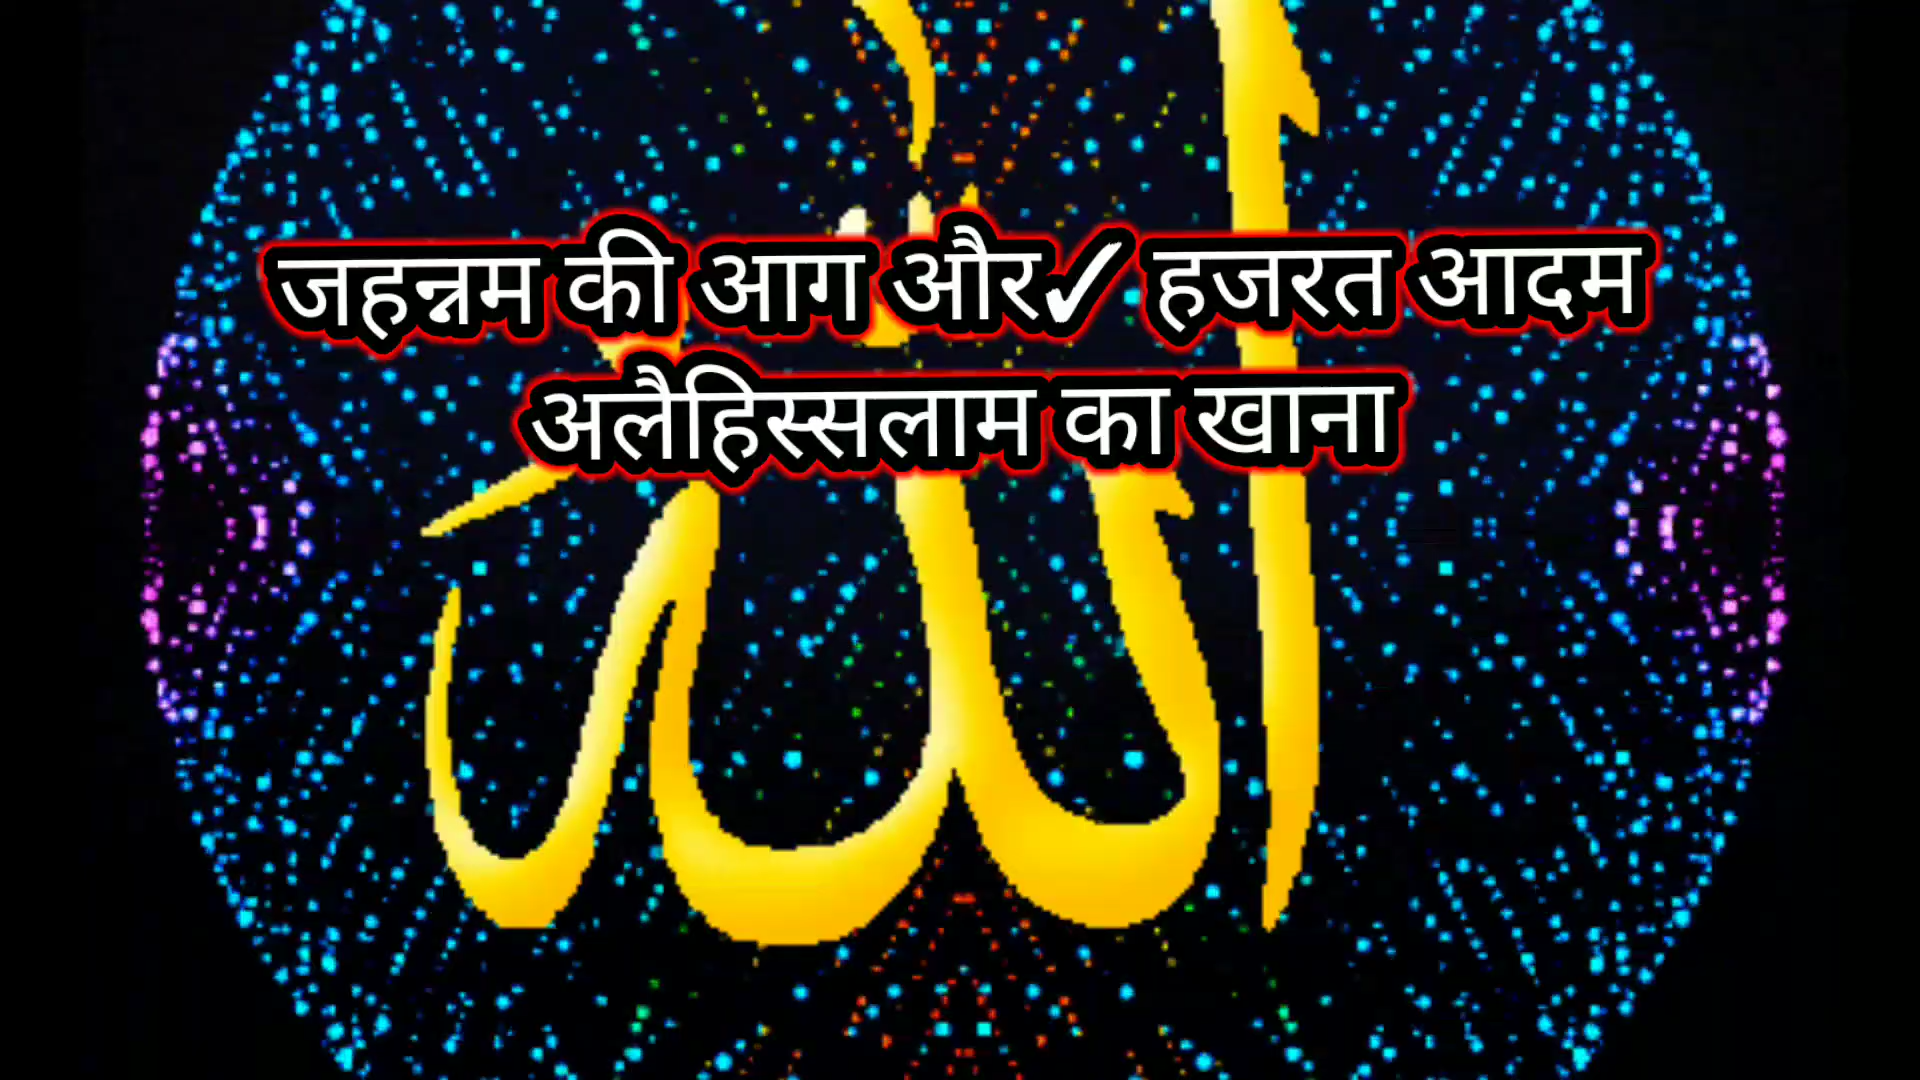 जहन्नम की आग और✓ हजरत आदम
अलैहिस्सलाम का खाना
الله